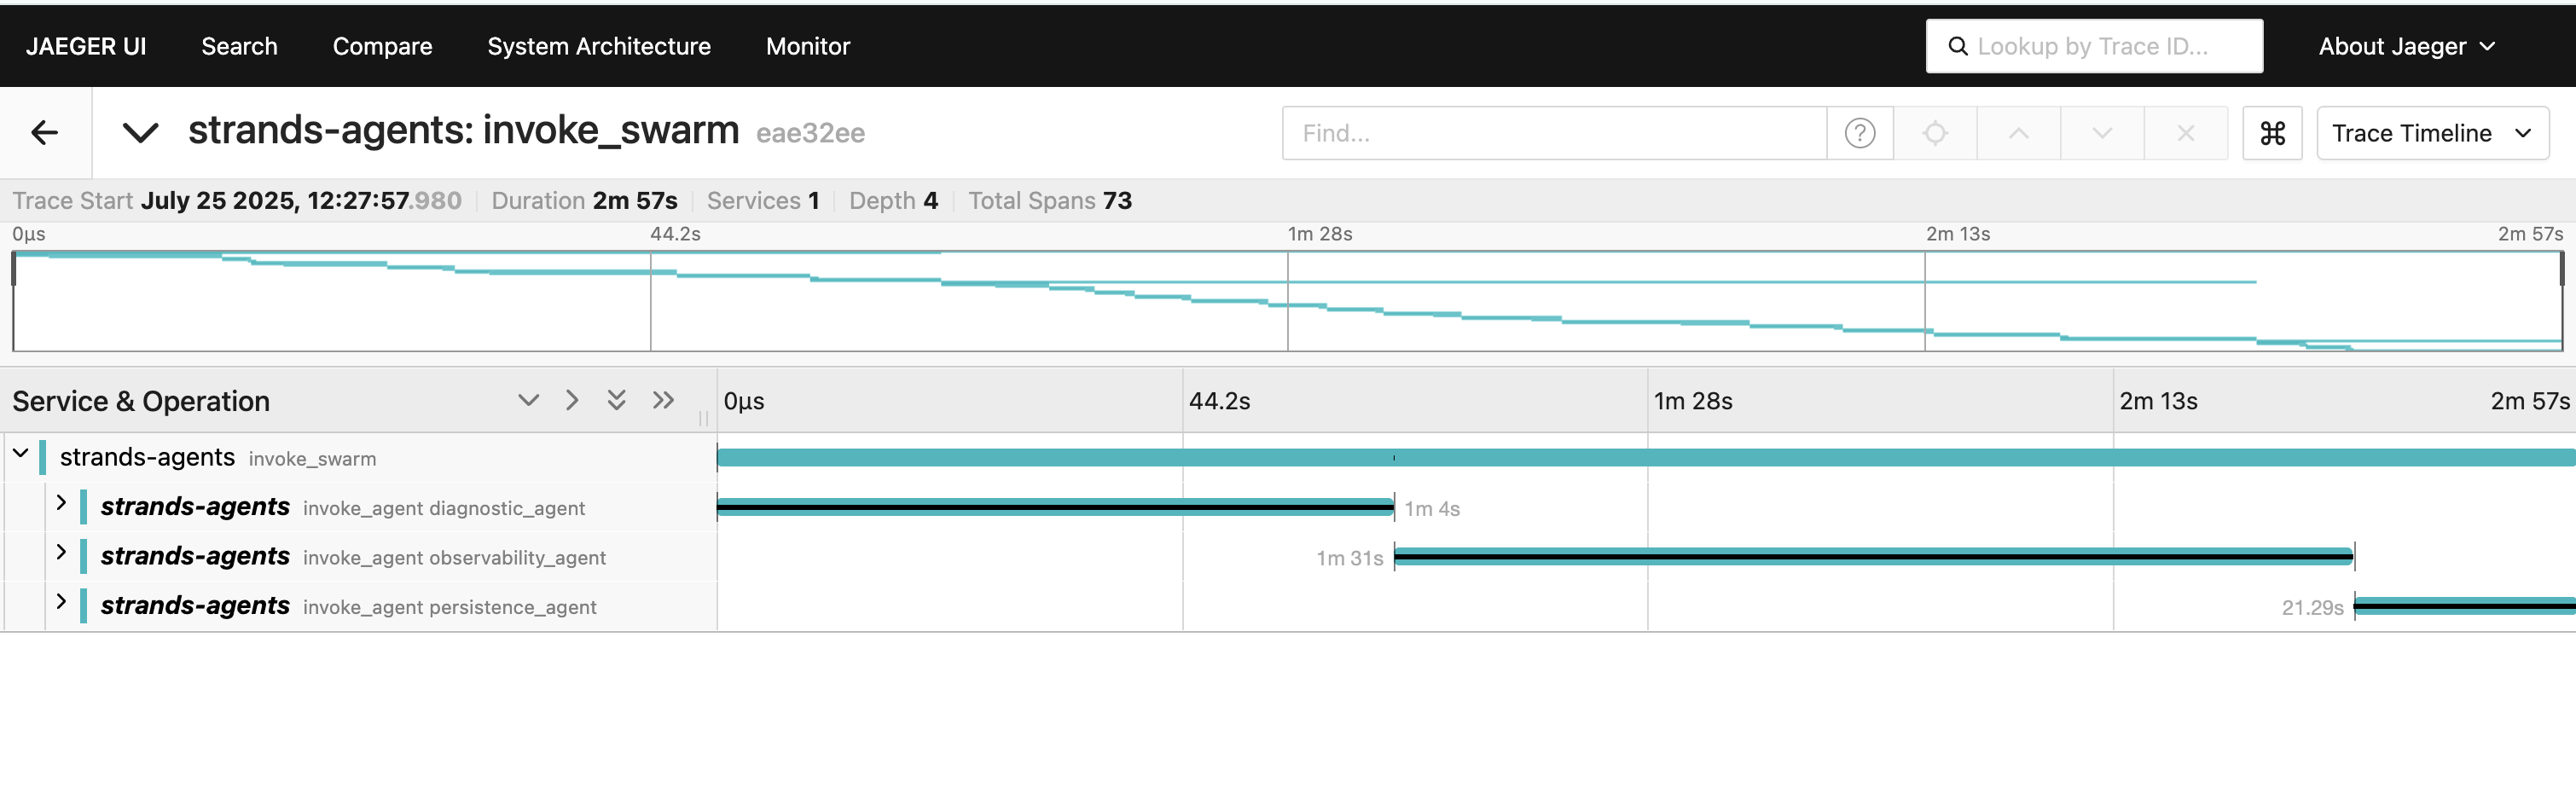 JAEGER UI Search Compare System Architecture Monitor Lookup by Trace ID... About Jaeger
strands-agents: invoke_swarm eae32ee Find... Trace Timeline
Trace Start July 25 2025, 12:27:57.980 Duration 2m 57s Services 1 Depth 4 Total Spans 73
0μs 44.2s 1m 28s 2m 13s 2m 57s
Service & Operation 0μs 44.2s 1m 28s 2m 13s 2m 57s
strands-agents invoke_swarm
strands-agents invoke_agent diagnostic_agent 1m 4s
strands-agents invoke_agent observability_agent 1m 31s
strands-agents invoke_agent persistence_agent 21.29s